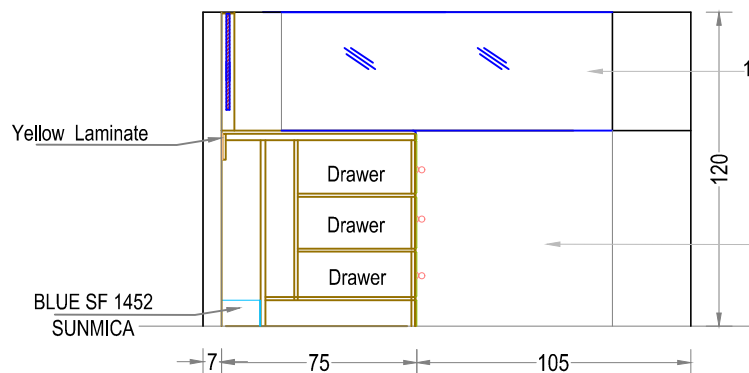 1
Yellow Laminate
Drawer
120
Drawer
Drawer
BLUE SF 1452
SUNMICA
7
75
105